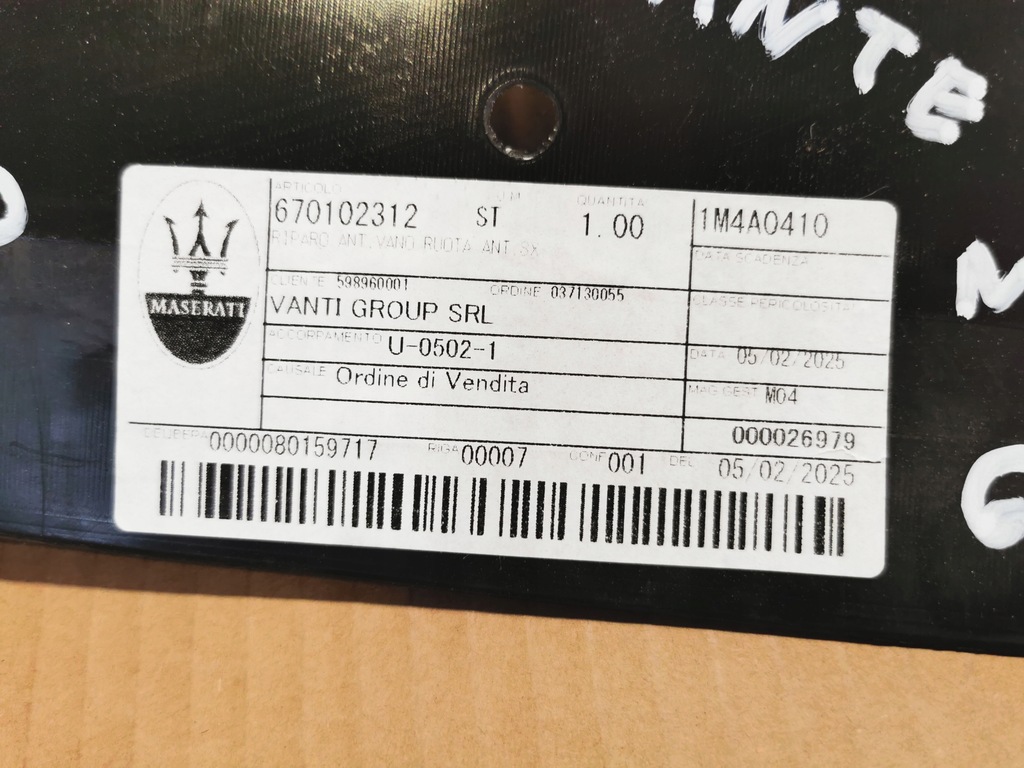 ANTE
M
ARTICOLO U.M QUANTITA
670102312 ST 1.00 1M4A0410
RIPARO ANT.VANO RUOTA ANT.SX
DATA SCADENZA
CLIENTE 598960001 ORDINE 037130055
CLASSE PERICOLOSITA'
VANTI GROUP SRL
ACCORPAMENTO U-0502-1
DATA 05/02/2025
CAUSALE Ordine di Vendita
MAG GEST M04
000026979
0000080159717 RIGA 00007 CONF 001 DEL 05/02/2025
MASERATI